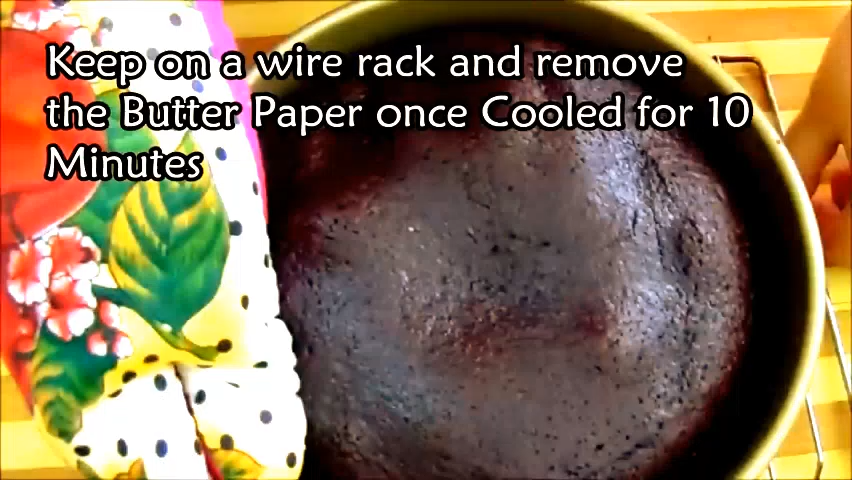 Keep on a wire rack and remove
the Butter Paper once Cooled for 10
Minutes